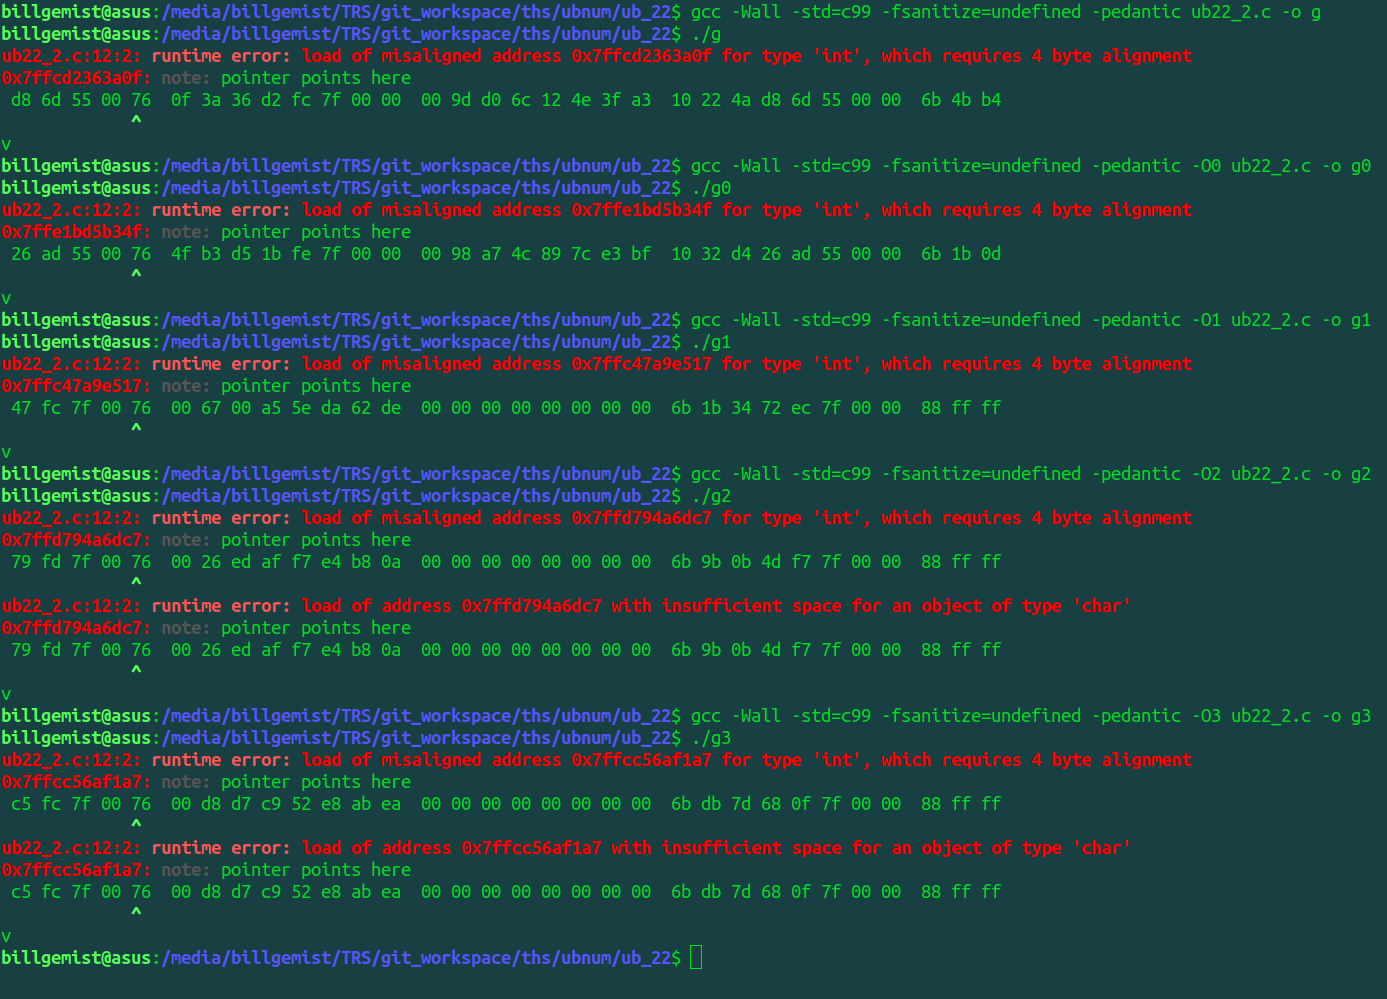 billgemist@asus:/media/billgemist/TRS/git_workspace/ths/ubnum/ub_22$ gcc -Wall -std=c99 -fsanitize=undefined -pedantic ub22_2.c -o g
billgemist@asus:/media/billgemist/TRS/git_workspace/ths/ubnum/ub_22$ ./g
ub22_2.c:12:2: runtime error: load of misaligned address 0x7ffcd2363a0f for type 'int', which requires 4 byte alignment
0x7ffcd2363a0f: note: pointer points here
 d8 6d 55 00 76  0f 3a 36 d2 fc 7f 00 00  00 9d d0 6c 12 4e 3f a3  10 22 4a d8 6d 55 00 00  6b 4b b4
             ^
v
billgemist@asus:/media/billgemist/TRS/git_workspace/ths/ubnum/ub_22$ gcc -Wall -std=c99 -fsanitize=undefined -pedantic -O0 ub22_2.c -o g0
billgemist@asus:/media/billgemist/TRS/git_workspace/ths/ubnum/ub_22$ ./g0
ub22_2.c:12:2: runtime error: load of misaligned address 0x7ffe1bd5b34f for type 'int', which requires 4 byte alignment
0x7ffe1bd5b34f: note: pointer points here
 26 ad 55 00 76  4f b3 d5 1b fe 7f 00 00  00 98 a7 4c 89 7c e3 bf  10 32 d4 26 ad 55 00 00  6b 1b 0d
             ^
v
billgemist@asus:/media/billgemist/TRS/git_workspace/ths/ubnum/ub_22$ gcc -Wall -std=c99 -fsanitize=undefined -pedantic -O1 ub22_2.c -o g1
billgemist@asus:/media/billgemist/TRS/git_workspace/ths/ubnum/ub_22$ ./g1
ub22_2.c:12:2: runtime error: load of misaligned address 0x7ffc47a9e517 for type 'int', which requires 4 byte alignment
0x7ffc47a9e517: note: pointer points here
 47 fc 7f 00 76  00 67 00 a5 5e da 62 de  00 00 00 00 00 00 00 00  6b 1b 34 72 ec 7f 00 00  88 ff ff
             ^
v
billgemist@asus:/media/billgemist/TRS/git_workspace/ths/ubnum/ub_22$ gcc -Wall -std=c99 -fsanitize=undefined -pedantic -O2 ub22_2.c -o g2
billgemist@asus:/media/billgemist/TRS/git_workspace/ths/ubnum/ub_22$ ./g2
ub22_2.c:12:2: runtime error: load of misaligned address 0x7ffd794a6dc7 for type 'int', which requires 4 byte alignment
0x7ffd794a6dc7: note: pointer points here
 79 fd 7f 00 76  00 26 ed af f7 e4 b8 0a  00 00 00 00 00 00 00 00  6b 9b 0b 4d f7 7f 00 00  88 ff ff
             ^
ub22_2.c:12:2: runtime error: load of address 0x7ffd794a6dc7 with insufficient space for an object of type 'char'
0x7ffd794a6dc7: note: pointer points here
 79 fd 7f 00 76  00 26 ed af f7 e4 b8 0a  00 00 00 00 00 00 00 00  6b 9b 0b 4d f7 7f 00 00  88 ff ff
             ^
v
billgemist@asus:/media/billgemist/TRS/git_workspace/ths/ubnum/ub_22$ gcc -Wall -std=c99 -fsanitize=undefined -pedantic -O3 ub22_2.c -o g3
billgemist@asus:/media/billgemist/TRS/git_workspace/ths/ubnum/ub_22$ ./g3
ub22_2.c:12:2: runtime error: load of misaligned address 0x7ffcc56af1a7 for type 'int', which requires 4 byte alignment
0x7ffcc56af1a7: note: pointer points here
 c5 fc 7f 00 76  00 d8 d7 c9 52 e8 ab ea  00 00 00 00 00 00 00 00  6b db 7d 68 0f 7f 00 00  88 ff ff
             ^
ub22_2.c:12:2: runtime error: load of address 0x7ffcc56af1a7 with insufficient space for an object of type 'char'
0x7ffcc56af1a7: note: pointer points here
 c5 fc 7f 00 76  00 d8 d7 c9 52 e8 ab ea  00 00 00 00 00 00 00 00  6b db 7d 68 0f 7f 00 00  88 ff ff
             ^
v
billgemist@asus:/media/billgemist/TRS/git_workspace/ths/ubnum/ub_22$